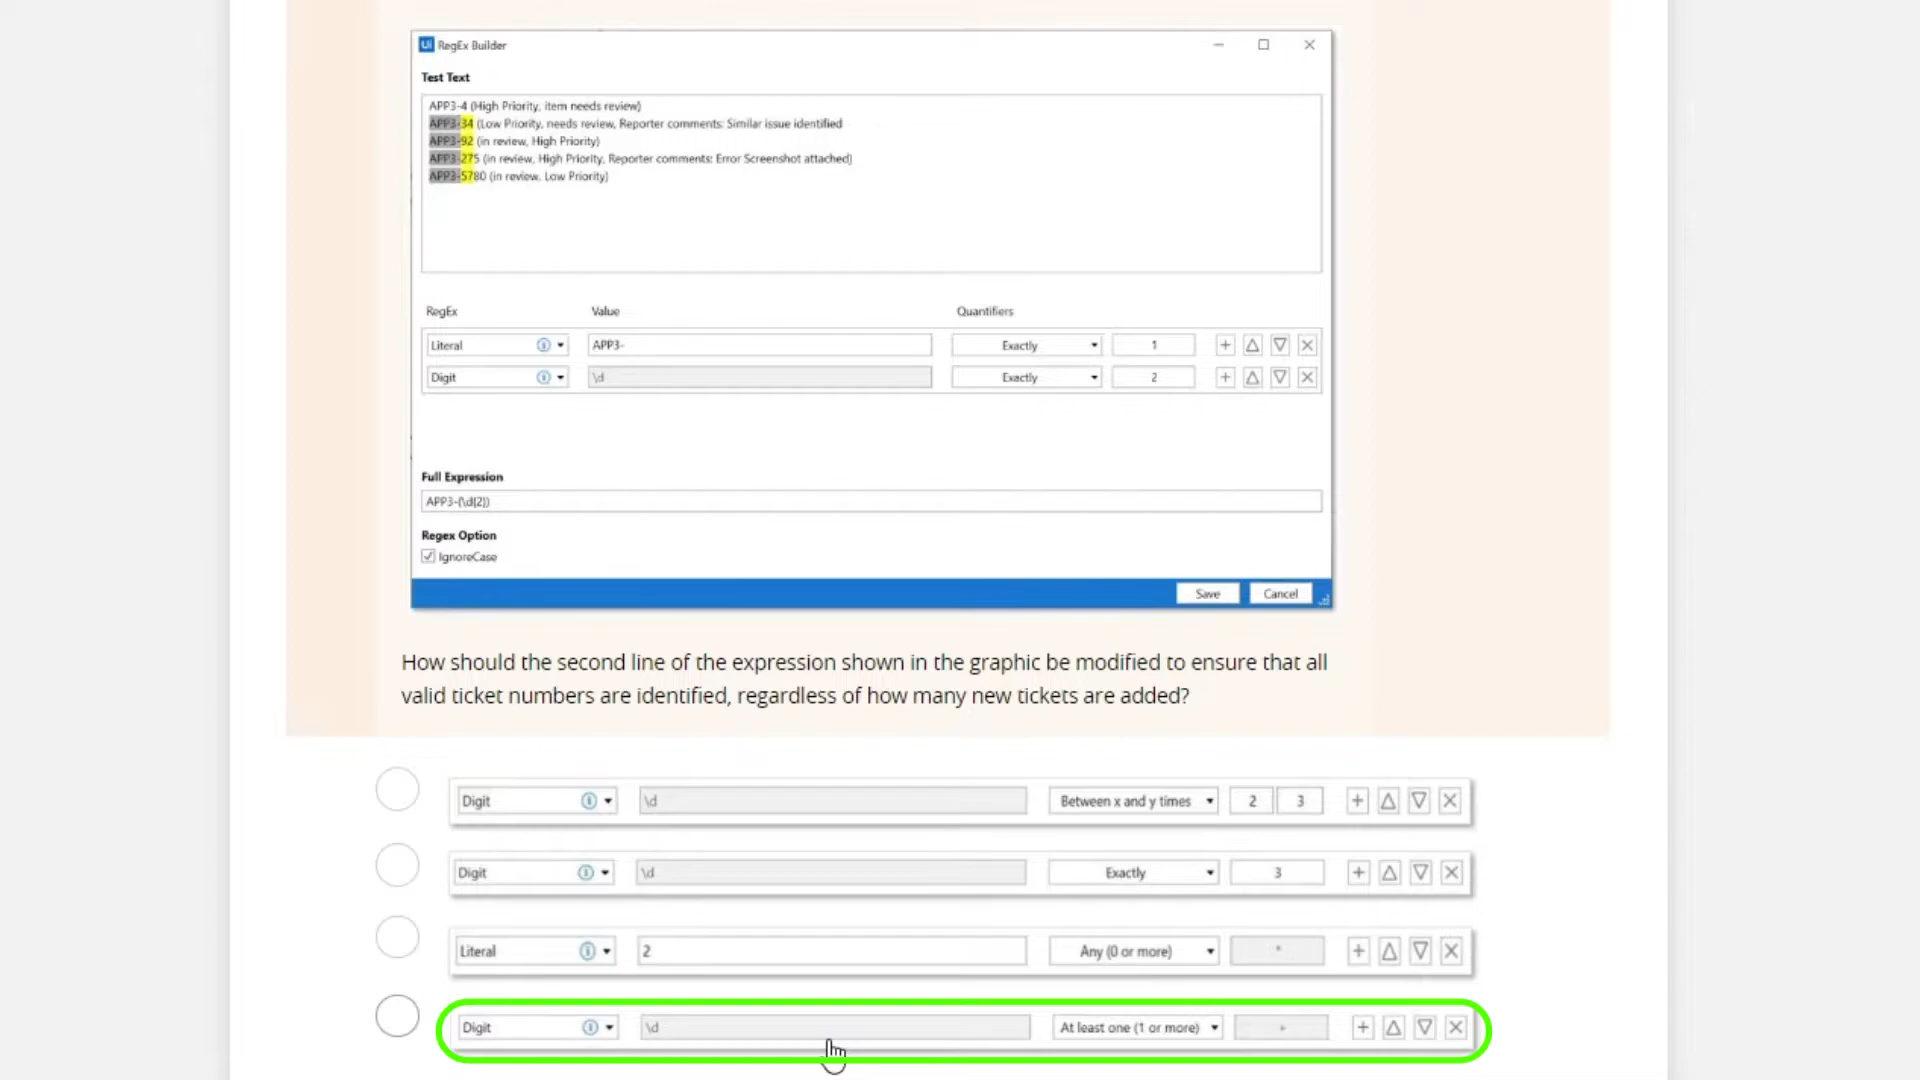 Ui RegEx Builder
Test Text
APP3-4 (High Priority, item needs review)
APP3-34 (Low Priority, needs review, Reporter comments: Similar issue identified
APP3-92 (in review, High Priority)
APP3-275 (in review, High Priority, Reporter comments: Error Screenshot attached)
APP3-5780 (in review, Low Priority)
RegEx Value Quantifiers
Literal APP3- Exactly 1
Digit \d Exactly 2
Full Expression
APP3-(\d{2})
Regex Option
IgnoreCase
Save Cancel
How should the second line of the expression shown in the graphic be modified to ensure that all
valid ticket numbers are identified, regardless of how many new tickets are added?
Digit \d Between x and y times 2 3
Digit \d Exactly 3
Literal 2 Any (0 or more) *
Digit \d At least one (1 or more) +